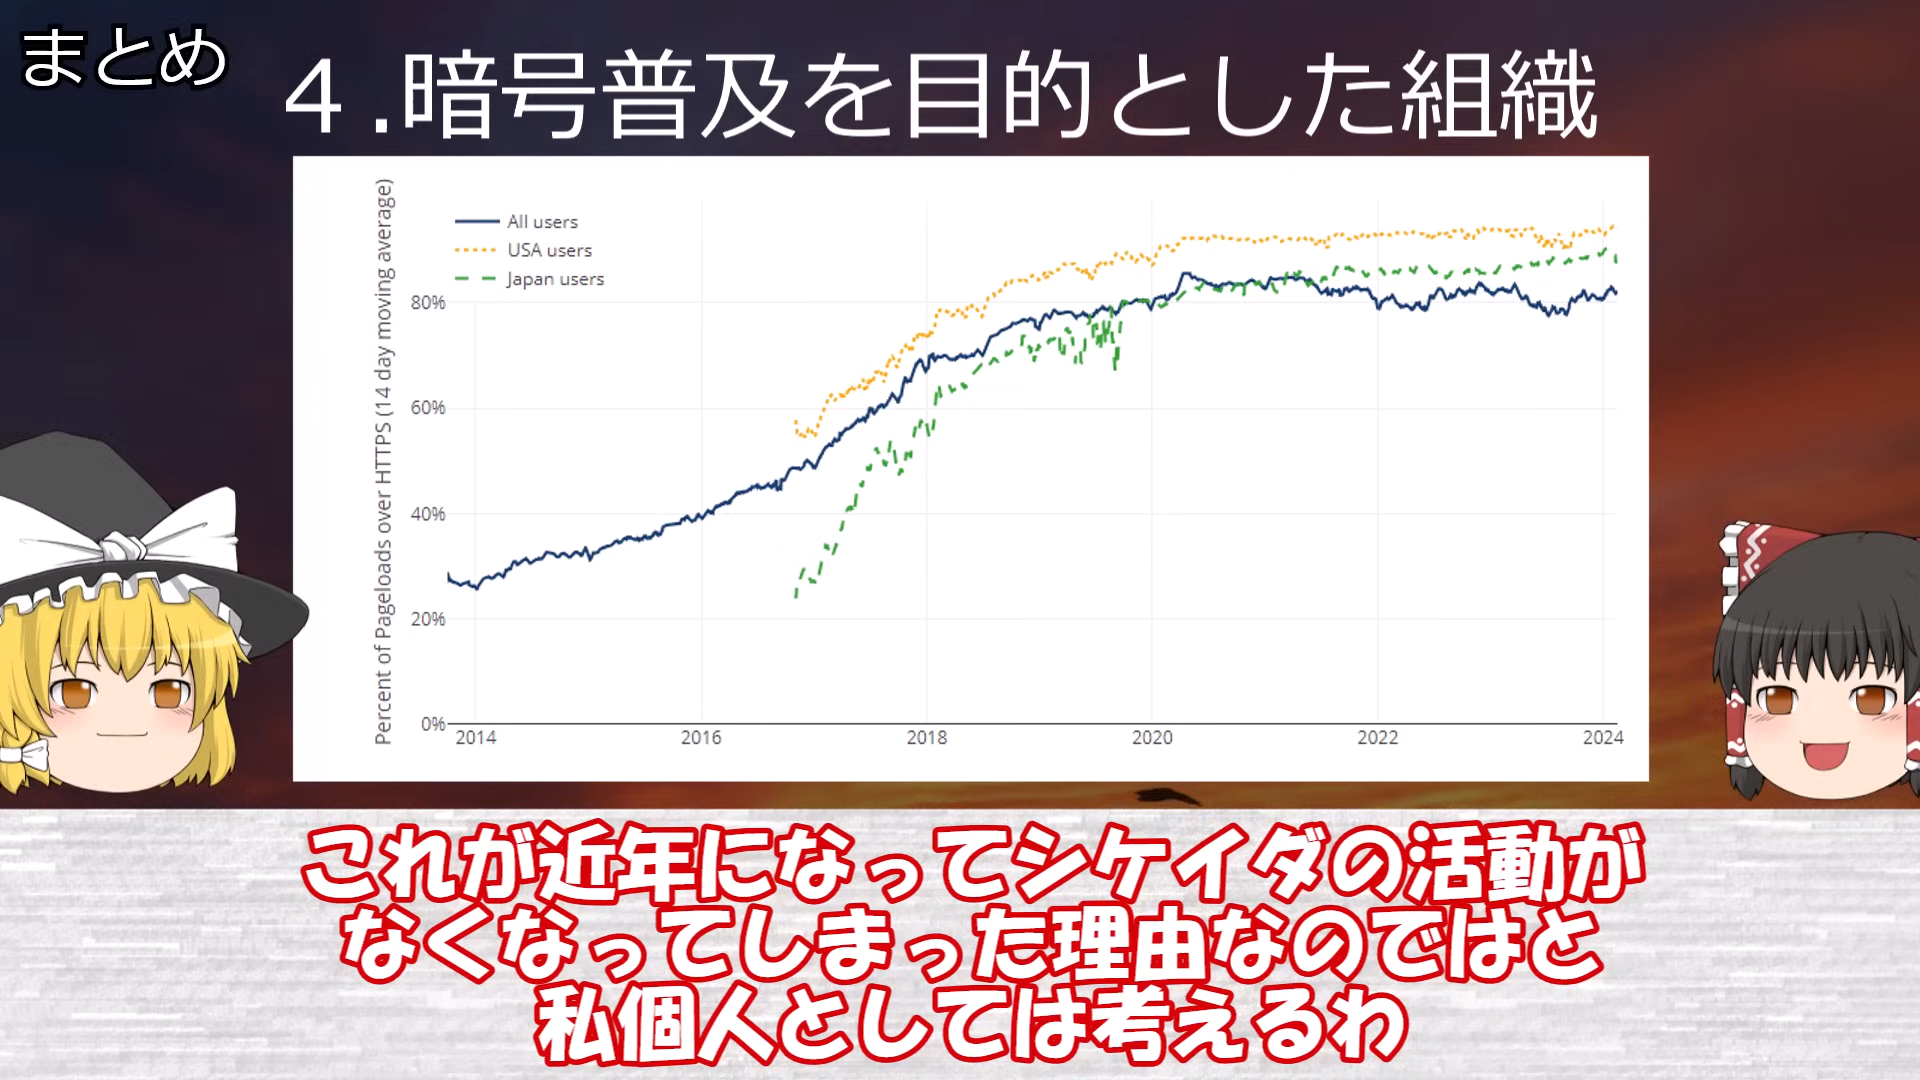 まとめ
4.暗号普及を目的とした組織
Percent of Pageloads over HTTPS (14 day moving average)
All users
USA users
Japan users
80%
60%
40%
20%
0%
2014
2016
2018
2020
2022
2024
これが近年になってシケイダの活動が
なくなってしまった理由なのではと
私個人としては考えるわ